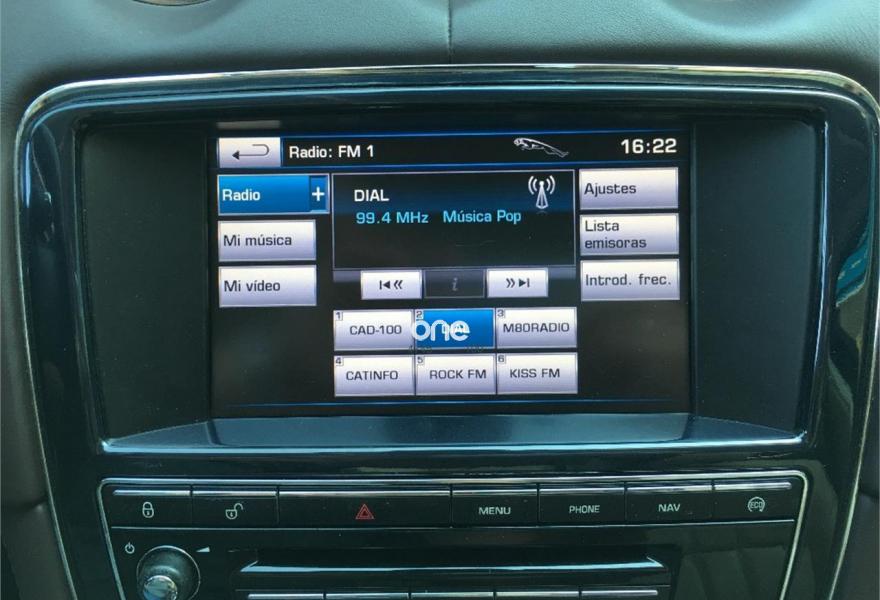 Radio: FM 1
16:22
Radio +
DIAL
99.4 MHz Música Pop
Ajustes
Mi música
Lista
emisoras
Mi vídeo
i
Introd. frec.
1 CAD-100
2 DIAL
3 M80RADIO
one
4 CATINFO
5 ROCK FM
6 KISS FM
MENU
PHONE
NAV
ECO